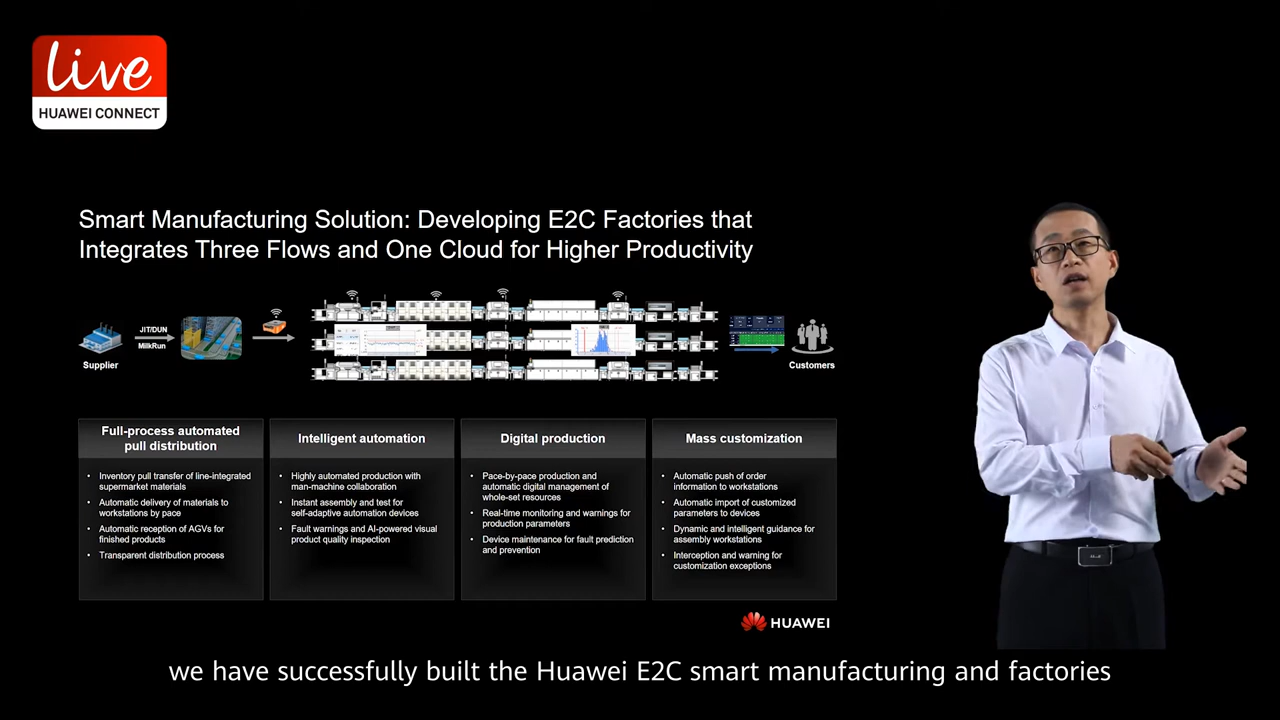 live
HUAWEI CONNECT
Smart Manufacturing Solution: Developing E2C Factories that
Integrates Three Flows and One Cloud for Higher Productivity
JIT/DUN
MilkRun
Supplier
Customers
Full-process automated
pull distribution
• Inventory pull transfer of line-integrated
supermarket materials
• Automatic delivery of materials to
workstations by pace
• Automatic reception of AGVs for
finished products
• Transparent distribution process
Intelligent automation
• Highly automated production with
man-machine collaboration
• Instant assembly and test for
self-adaptive automation devices
• Fault warnings and AI-powered visual
product quality inspection
Digital production
• Pace-by-pace production and
automatic digital management of
whole-set resources
• Real-time monitoring and warnings for
production parameters
• Device maintenance for fault prediction
and prevention
Mass customization
• Automatic push of order
information to workstations
• Automatic import of customized
parameters to devices
• Dynamic and intelligent guidance for
assembly workstations
• Interception and warning for
customization exceptions
HUAWEI
we have successfully built the Huawei E2C smart manufacturing and factories